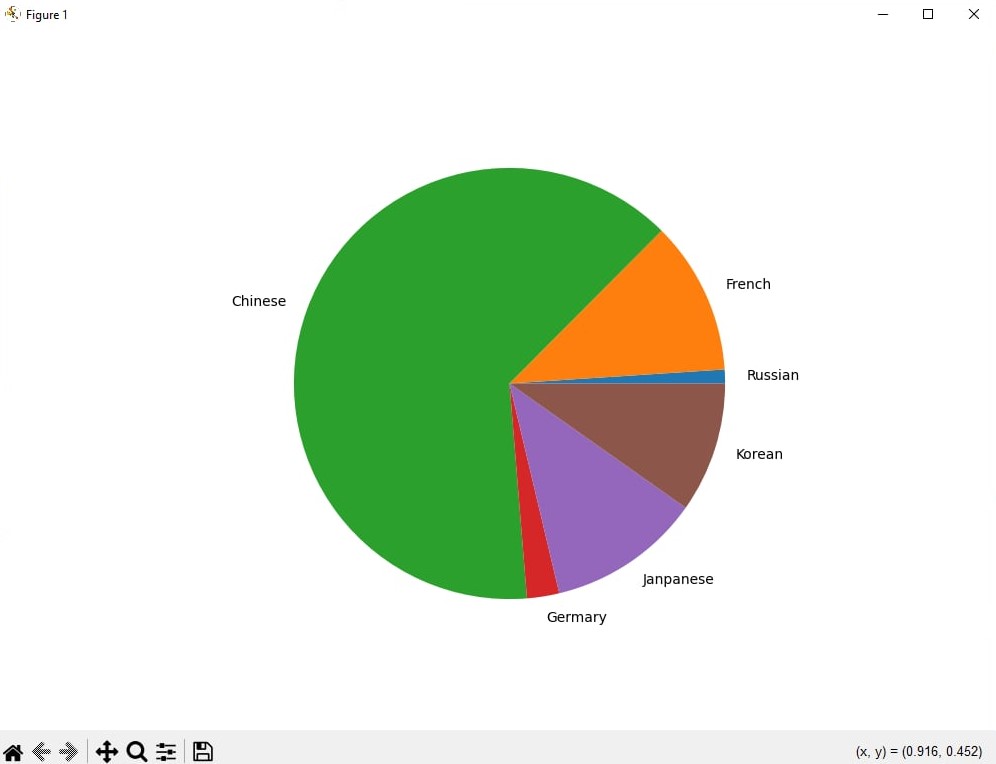 Figure 1
French
Chinese
Russian
Korean
Janpanese
Germary
(x, y) = (0.916, 0.452)